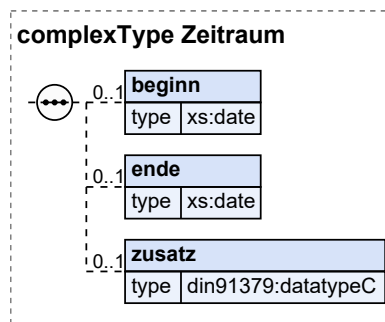 complexType Zeitraum
0..1 beginn
type xs:date
0..1 ende
type xs:date
0..1 zusatz
type din91379:datatypeC